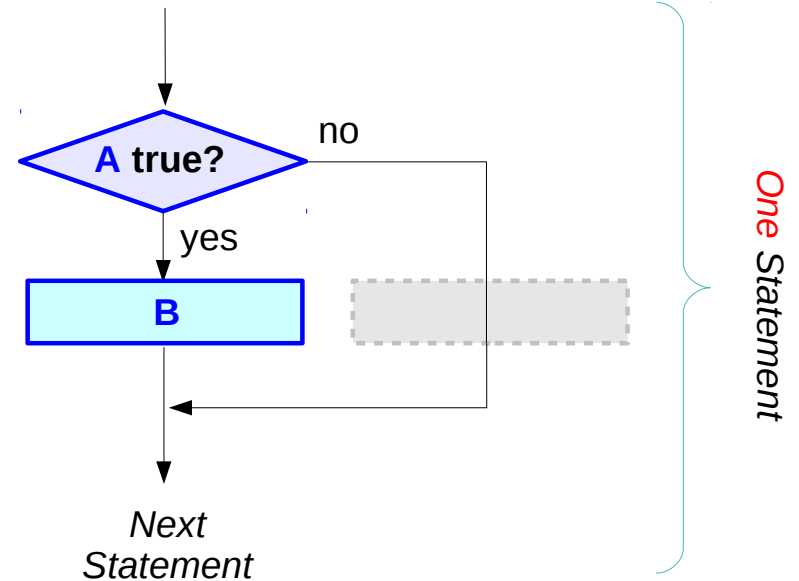 no
A true?
yes
B
Next
Statement
One Statement